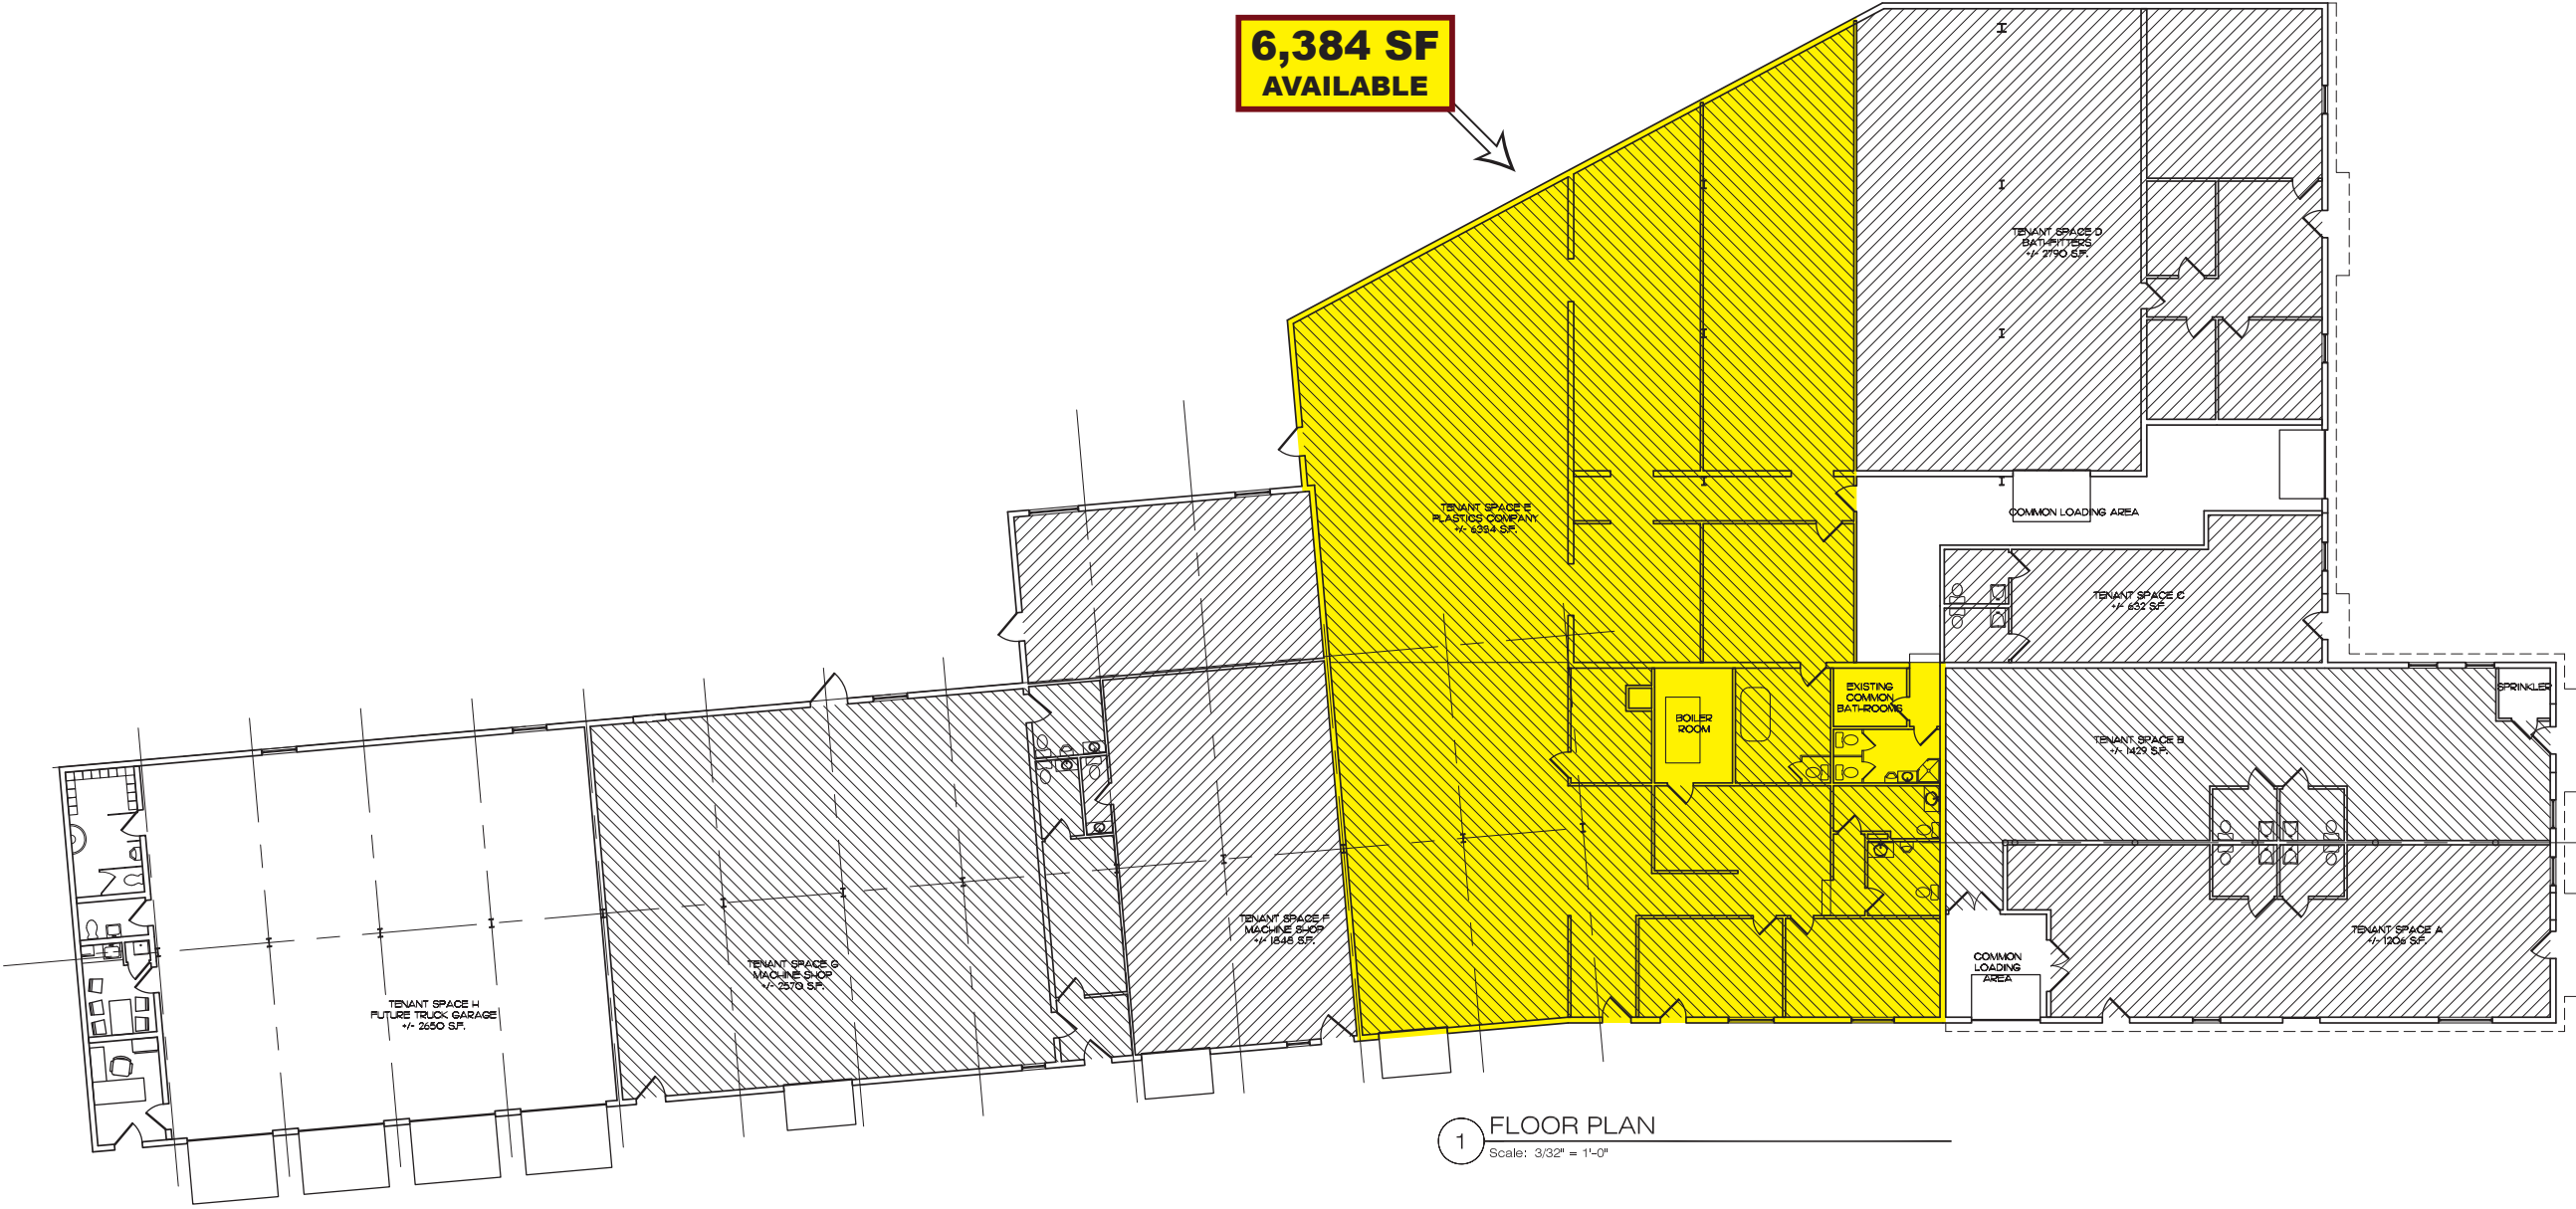 6,384 SF
AVAILABLE
TENANT SPACE D
BATHFITTERS
+/- 2790 S.F.
TENANT SPACE E
PLASTICS COMPANY
+/- 6384 S.F.
COMMON LOADING AREA
TENANT SPACE C
+/- 632 S.F.
EXISTING
COMMON
BATHROOMS
SPRINKLER
BOILER
ROOM
TENANT SPACE B
+/- 1429 S.F.
TENANT SPACE F
MACHINE SHOP
+/- 1848 S.F.
TENANT SPACE A
+/- 1206 S.F.
COMMON
LOADING
AREA
TENANT SPACE G
MACHINE SHOP
+/- 2570 S.F.
TENANT SPACE H
FUTURE TRUCK GARAGE
+/- 2650 S.F.
1
FLOOR PLAN
Scale: 3/32" = 1'-0"